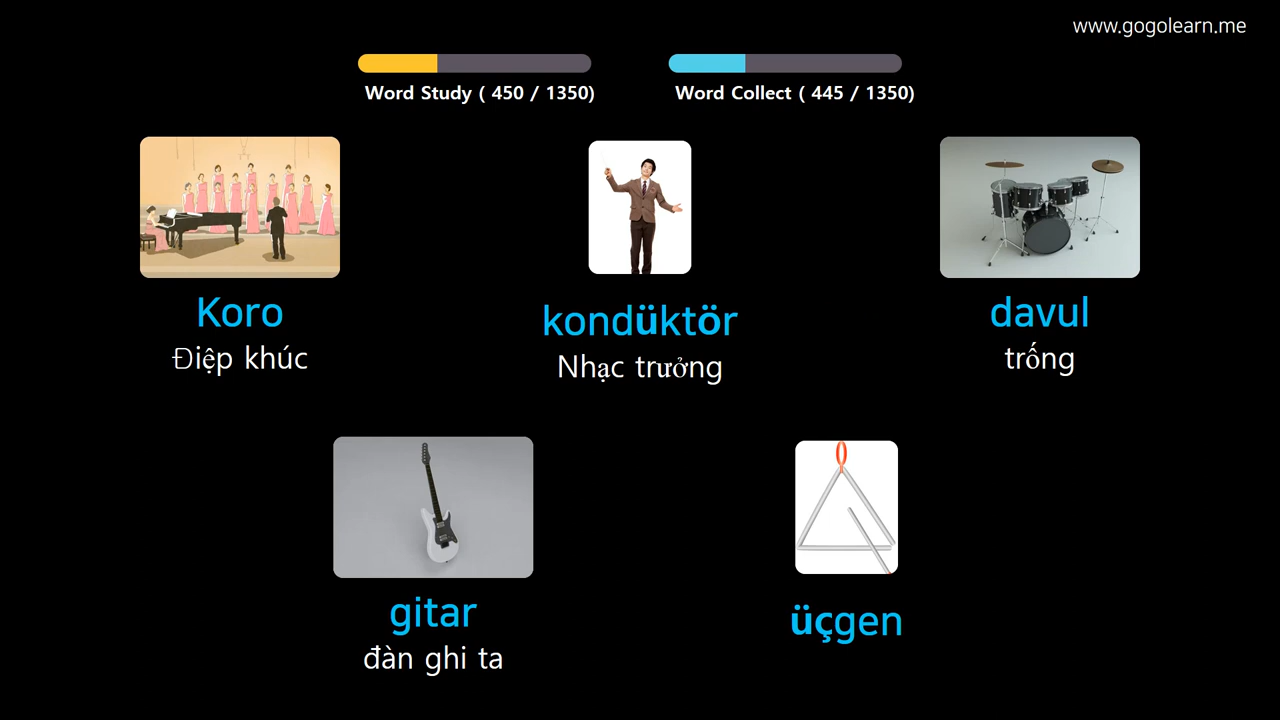 www.gogolearn.me
Word Study ( 450 / 1350)
Word Collect ( 445 / 1350)
Koro
Điệp khúc
kondüktör
Nhạc trưởng
davul
trống
gitar
đàn ghi ta
üçgen